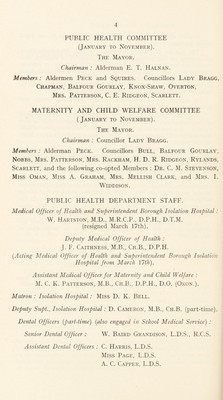 4
PUBLIC HEALTH COMMITTEE
(JANUARY TO NOVEMBER).
THE MAYOR.
Chairman : Alderman E. T. HALNAN.
Members : Aldermen PECK and SQUIRES. Councillors LADY BRAGG,
CHAPMAN, BALFOUR GOURLAY, KNOX-SHAW, OVERTON,
MRS. PATTERSON, C. E. RIDGEON, SCARLETT.
MATERNITY AND CHILD WELFARE COMMITTEE
(JANUARY TO NOVEMBER).
THE MAYOR.
Chairman : Councillor LADY BRAGG.
Members : Alderman PECK. Councillors BULL, BALFOUR GOURLAY,
NOBBS, MRS. PATTERSON, MRS. RACKHAM, H. D. R. RIDGEON, RYLANDS,
SCARLETT, and the following co-opted Members : DR. C. M. STEVENSON,
MISS OMAN, MISS A. GRAHAM, MRS. MELLISH CLARK, and MRS. I.
WIDDISON.
PUBLIC HEALTH DEPARTMENT STAFF.
Medical Officer of Health and Superintendent Borough Isolation Hospital :
W. HARTSTON, M.D., M.R.C.P., D.P.H., D.T.M.
(resigned March 17th).
Deputy Medical Officer of Health :
J. F. CAITHNESS, M.B., CH.B., D.P.H.
(Acting Medical Officer of Health and Superintendent Borough Isolation
Hospital from March 17th).
Assistant Medical Officer for Maternity and Child Welfare :
M. C. K. PATTERSON, M.B., CH.B., D.P.H., D.O. (OXON.).
Matron : Isolation Hospital : MISS D. K. BELL.
Deputy Supt., Isolation Hospital : D. CAMERON, M.B., CH.B. (part-time).
Dental Officers (part-time) (also engaged in School Medical Service) :
Senior Dental Officer : W. BAIRD GRANDISON, L.D.S., R.C.S.
Assistant Dental Officers : C. HARRIS, L.D.S.
MISS PAGE, L.D.S.
A. C. CAFFEN, L.D.S.